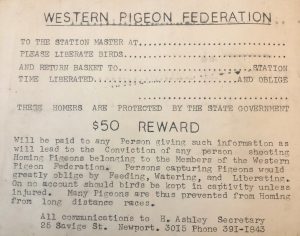 WESTERN PIGEON FEDERATION
TO THE STATION MASTER AT....................
PLEASE LIBERATE BIRDS.......................
AND RETURN BASKET TO....................STATION
TIME LIBERATED....................AND OBLIGE
THESE HOMERS ARE PROTECTED BY THE STATE GOVERNMENT
$50 REWARD
Will be paid to any Person giving such information as
will lead to the Conviction of any person shooting
Homing Pigeons belonging to the Members of the Western
Pigeon Federation. Persons capturing Pigeons would
greatly oblige by Feeding, Watering, and Liberating.
On no account should birds be kept in captivity unless
injured. Many Pigeons are thus prevented from Homing
from long distance races.
All communications to H. Ashley Secretary
25 Savige St. Newport. 3015 Phone 391-1843